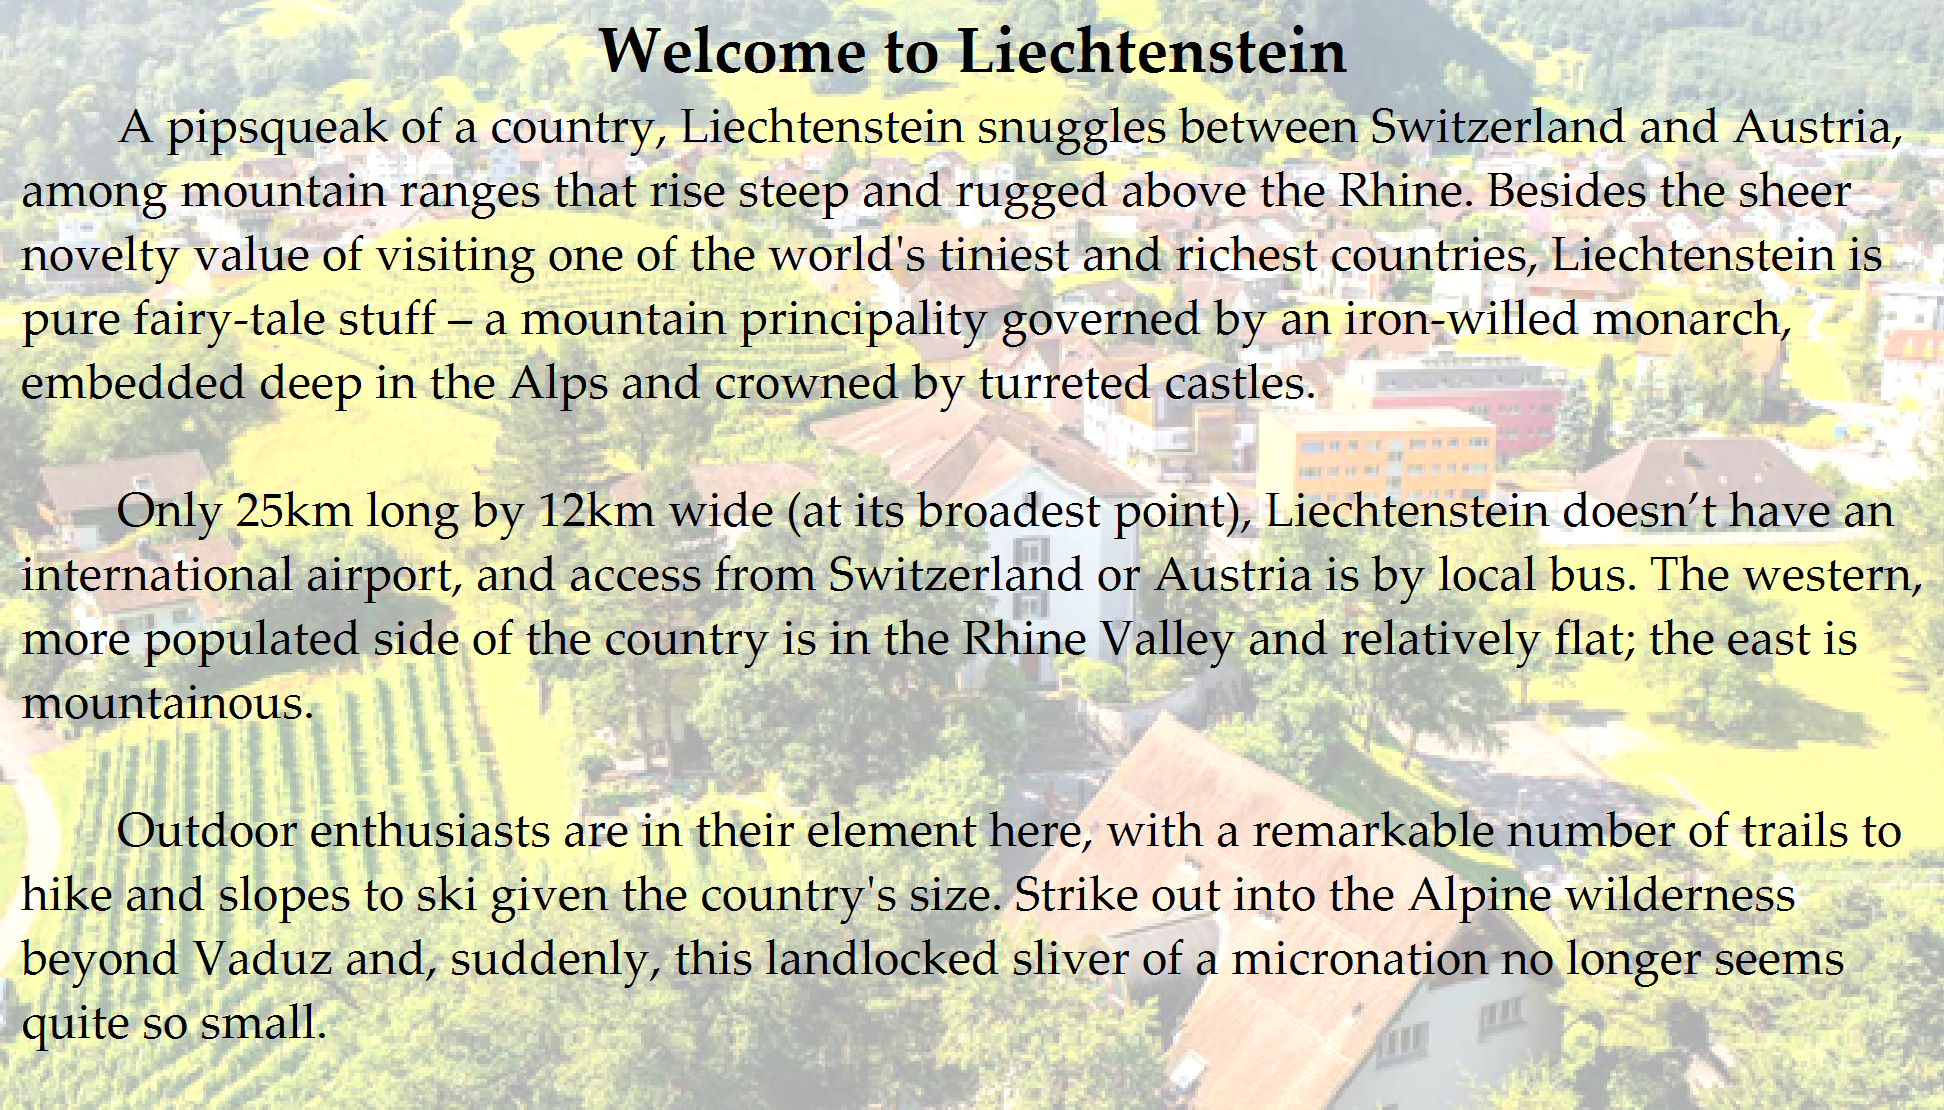 Welcome to Liechtenstein
A pipsqueak of a country, Liechtenstein snuggles between Switzerland and Austria,
among mountain ranges that rise steep and rugged above the Rhine. Besides the sheer
novelty value of visiting one of the world's tiniest and richest countries, Liechtenstein is
pure fairy-tale stuff – a mountain principality governed by an iron-willed monarch,
embedded deep in the Alps and crowned by turreted castles.
Only 25km long by 12km wide (at its broadest point), Liechtenstein doesn’t have an
international airport, and access from Switzerland or Austria is by local bus. The western,
more populated side of the country is in the Rhine Valley and relatively flat; the east is
mountainous.
Outdoor enthusiasts are in their element here, with a remarkable number of trails to
hike and slopes to ski given the country's size. Strike out into the Alpine wilderness
beyond Vaduz and, suddenly, this landlocked sliver of a micronation no longer seems
quite so small.